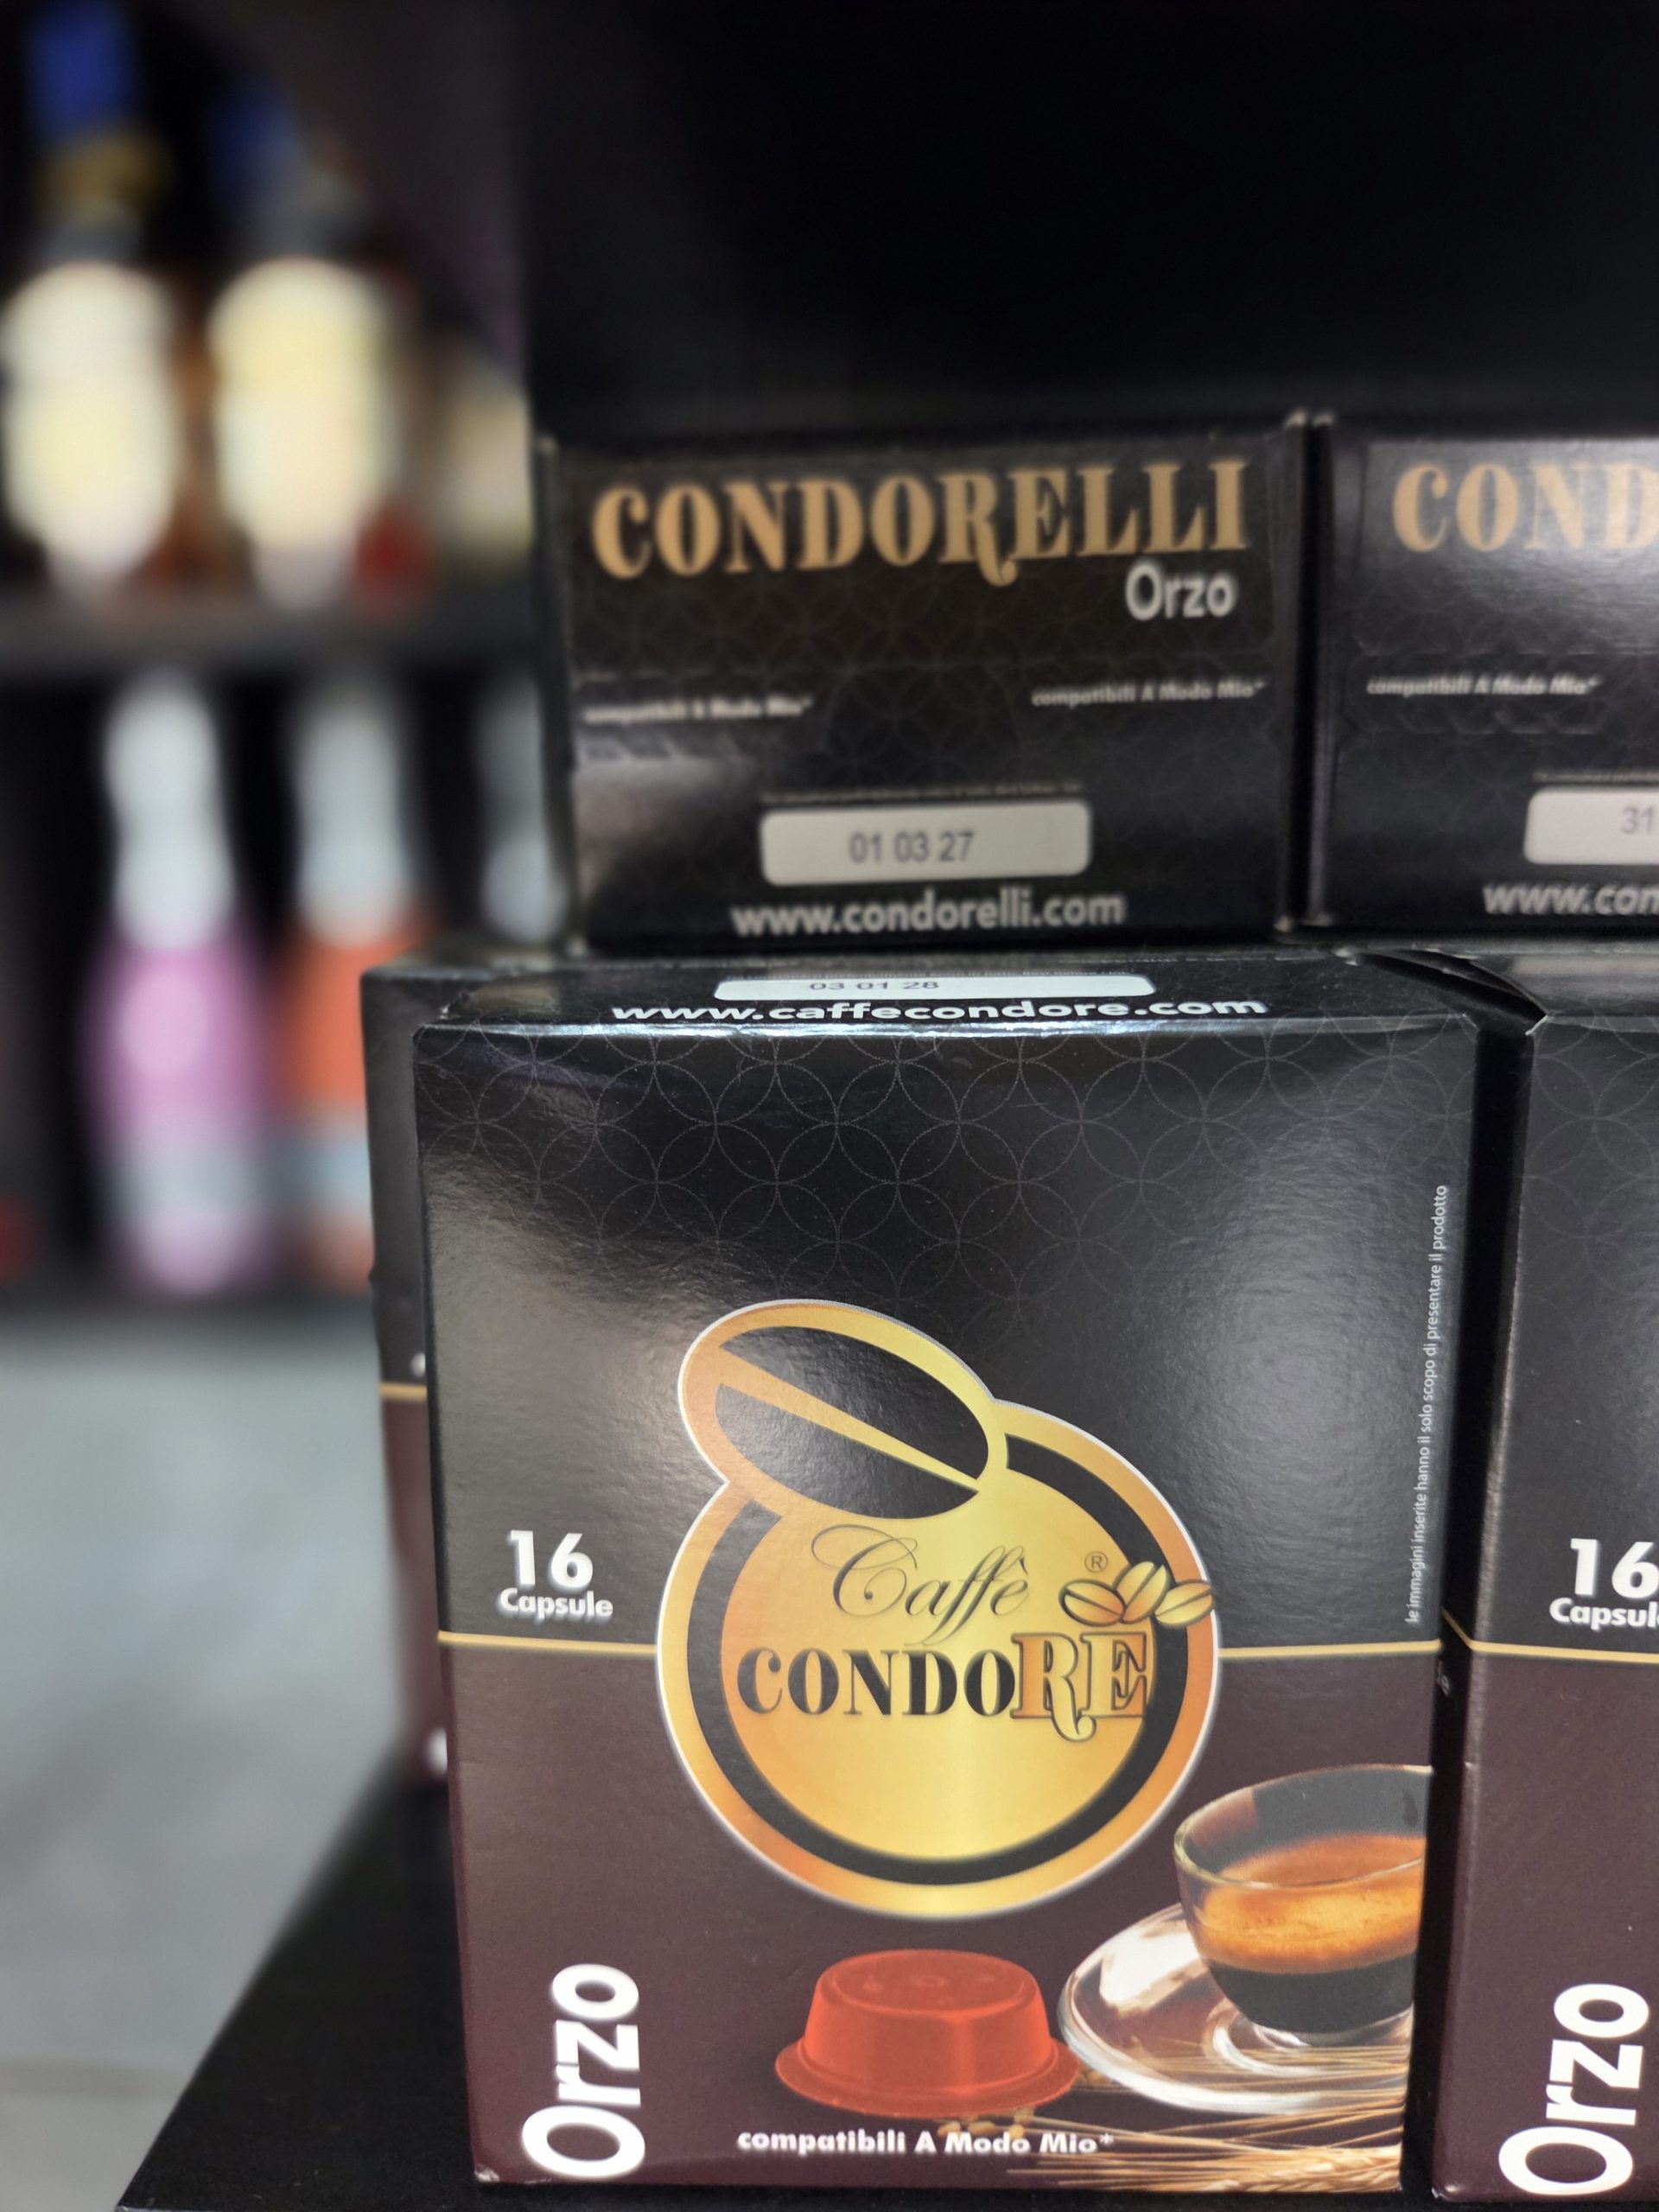 CONDORELLI
Orzo
compatibili A Modo Mio*
compatibili A Modo Mio*
01 03 27
www.condorelli.com
COND
compatibili A Modo Mio*
31
www.con
03 01 28
www.caffecondore.com
16
Capsule
Caffè
®
CONDORE
le immagini inserite hanno il solo scopo di presentare il prodotto
Orzo
compatibili A Modo Mio*
16
Capsul
Orzo